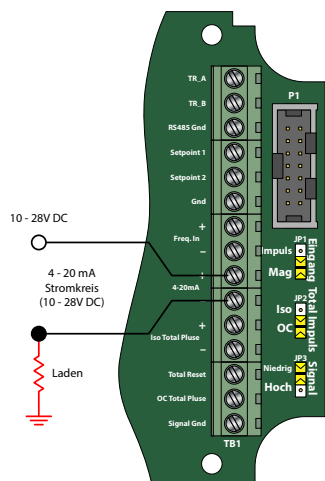 TR_A
TR_B
RS485 Gnd
Setpoint 1
Setpoint 2
Gnd
+
Freq. In
−
4-20mA
+
Iso Total Pluse
−
Total Reset
OC Total Pluse
Signal Gnd
TB1
P1
JP1
Impuls
Mag
Eingang
JP2
Iso
OC
Total Impuls
JP3
Niedrig
Hoch
Signal
10 - 28V DC
4 - 20 mA
Stromkreis
(10 - 28V DC)
Laden